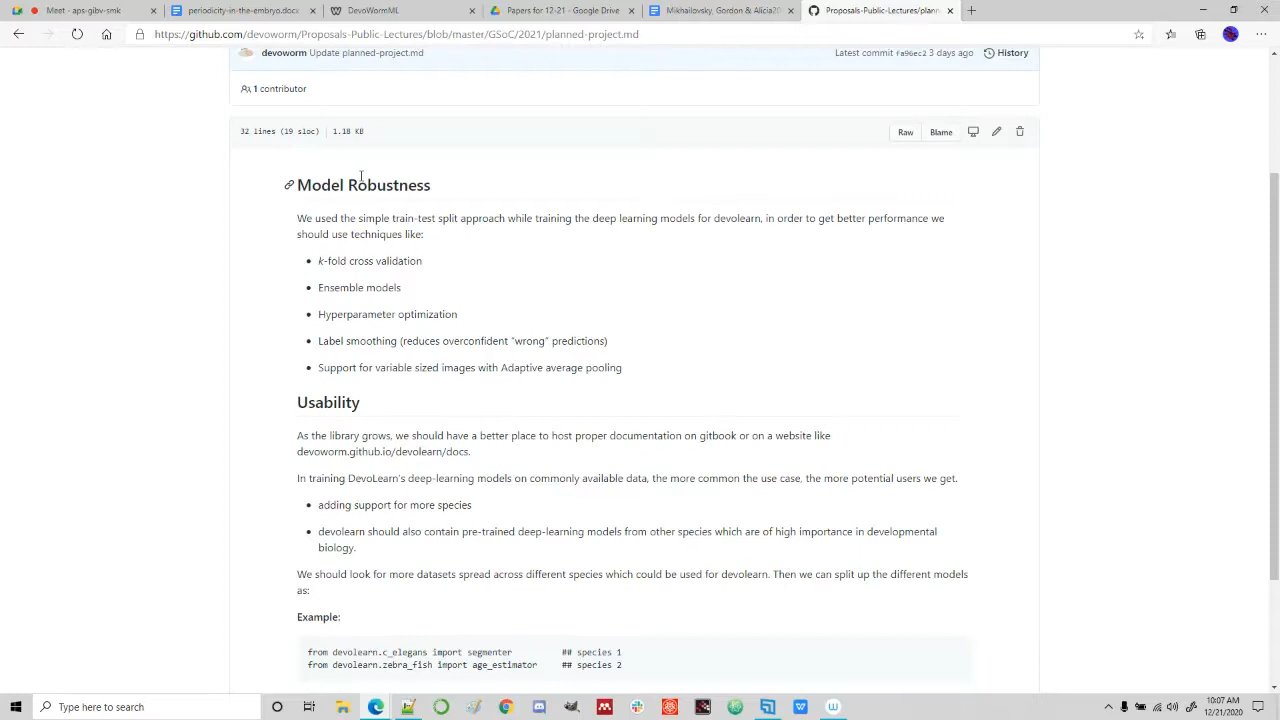 Meet - aps-gibv-smk
periodicity-in-the-embryo.docx
DevoWormML
Papers for 12-21 - Google Drive
Mikhailovsky, Gordon & Alicia20
Proposals-Public-Lectures/plann
https://github.com/devoworm/Proposals-Public-Lectures/blob/master/GSoC/2021/planned-project.md
devoworm Update planned-project.md
Latest commit fa96ec2 3 days ago
History
1 contributor
32 lines (19 sloc) | 1.18 KB
Raw
Blame
Model Robustness
We used the simple train-test split approach while training the deep learning models for devolearn, in order to get better performance we
should use techniques like:
• k-fold cross validation
• Ensemble models
• Hyperparameter optimization
• Label smoothing (reduces overconfident "wrong" predictions)
• Support for variable sized images with Adaptive average pooling
Usability
As the library grows, we should have a better place to host proper documentation on gitbook or on a website like
devoworm.github.io/devolearn/docs.
In training DevoLearn's deep-learning models on commonly available data, the more common the use case, the more potential users we get.
• adding support for more species
• devolearn should also contain pre-trained deep-learning models from other species which are of high importance in developmental
biology.
We should look for more datasets spread across different species which could be used for devolearn. Then we can split up the different models
as:
Example:
from devolearn.c_elegans import segmenter ## species 1
from devolearn.zebra_fish import age_estimator ## species 2
Type here to search
10:07 AM
12/21/2020